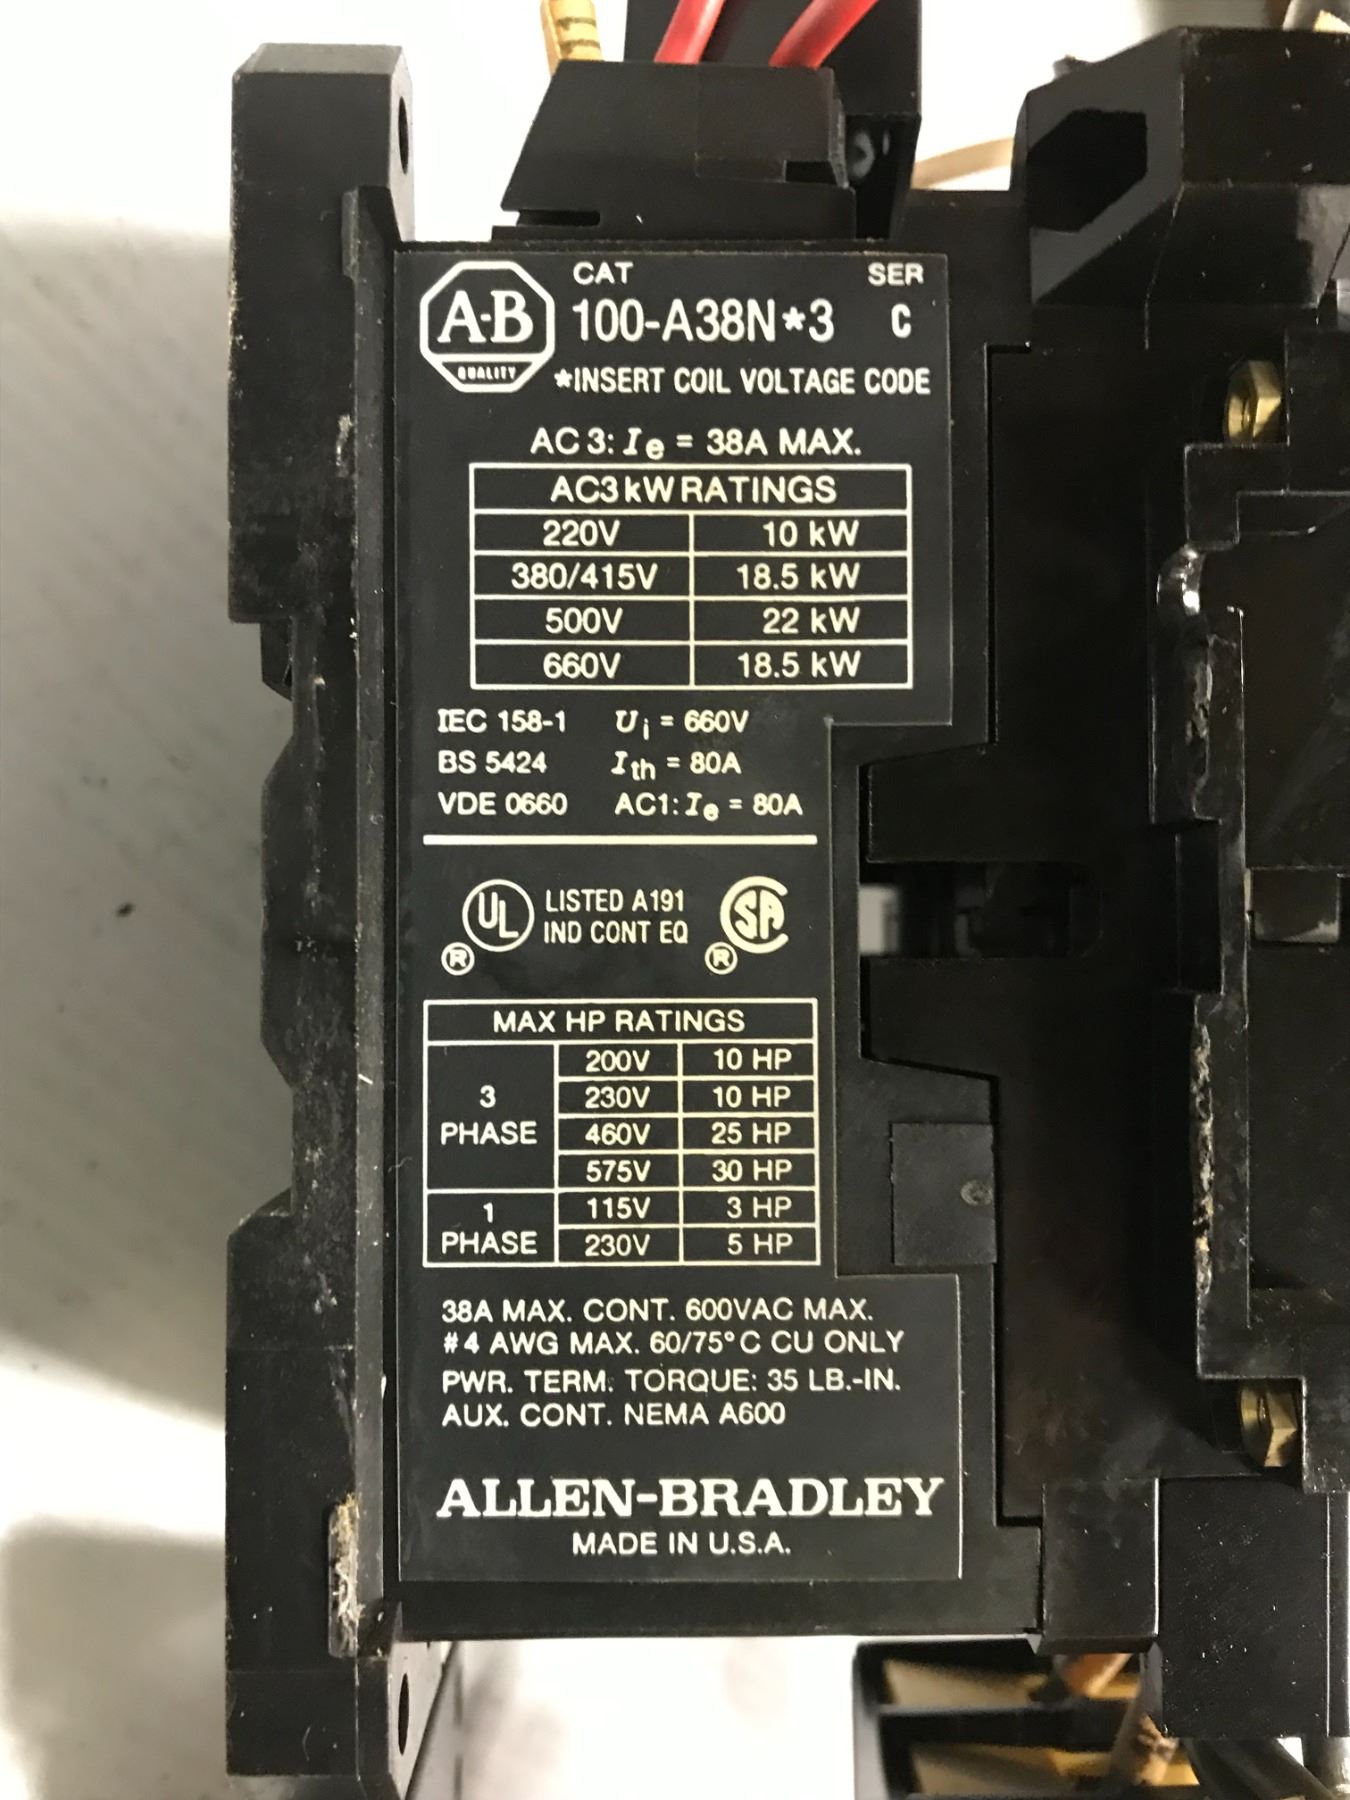 A-B
QUALITY
CAT SER
100-A38N*3 C
*INSERT COIL VOLTAGE CODE
AC 3: Ie = 38A MAX.
AC3 kW RATINGS
220V 10 kW
380/415V 18.5 kW
500V 22 kW
660V 18.5 kW
IEC 158-1 Ui = 660V
BS 5424 Ith = 80A
VDE 0660 AC1: Ie = 80A
UL ® LISTED A191
IND CONT EQ
SA ®
MAX HP RATINGS
3 PHASE
200V 10 HP
230V 10 HP
460V 25 HP
575V 30 HP
1 PHASE
115V 3 HP
230V 5 HP
38A MAX. CONT. 600VAC MAX.
#4 AWG MAX. 60/75°C CU ONLY
PWR. TERM. TORQUE: 35 LB.-IN.
AUX. CONT. NEMA A600
ALLEN-BRADLEY
MADE IN U.S.A.